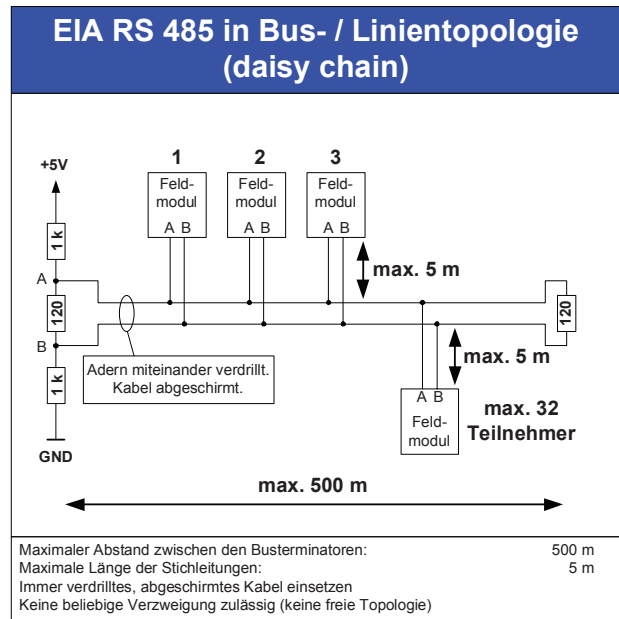 EIA RS 485 in Bus- / Linientopologie
(daisy chain)
+5V
1 k
A
120
B
1 k
GND
1
Feld-
modul
A B
2
Feld-
modul
A B
3
Feld-
modul
A B
max. 5 m
120
Adern miteinander verdrillt.
Kabel abgeschirmt.
max. 5 m
A B
Feld-
modul
max. 32
Teilnehmer
max. 500 m
Maximaler Abstand zwischen den Busterminatoren: 500 m
Maximale Länge der Stichleitungen: 5 m
Immer verdrilltes, abgeschirmtes Kabel einsetzen
Keine beliebige Verzweigung zulässig (keine freie Topologie)